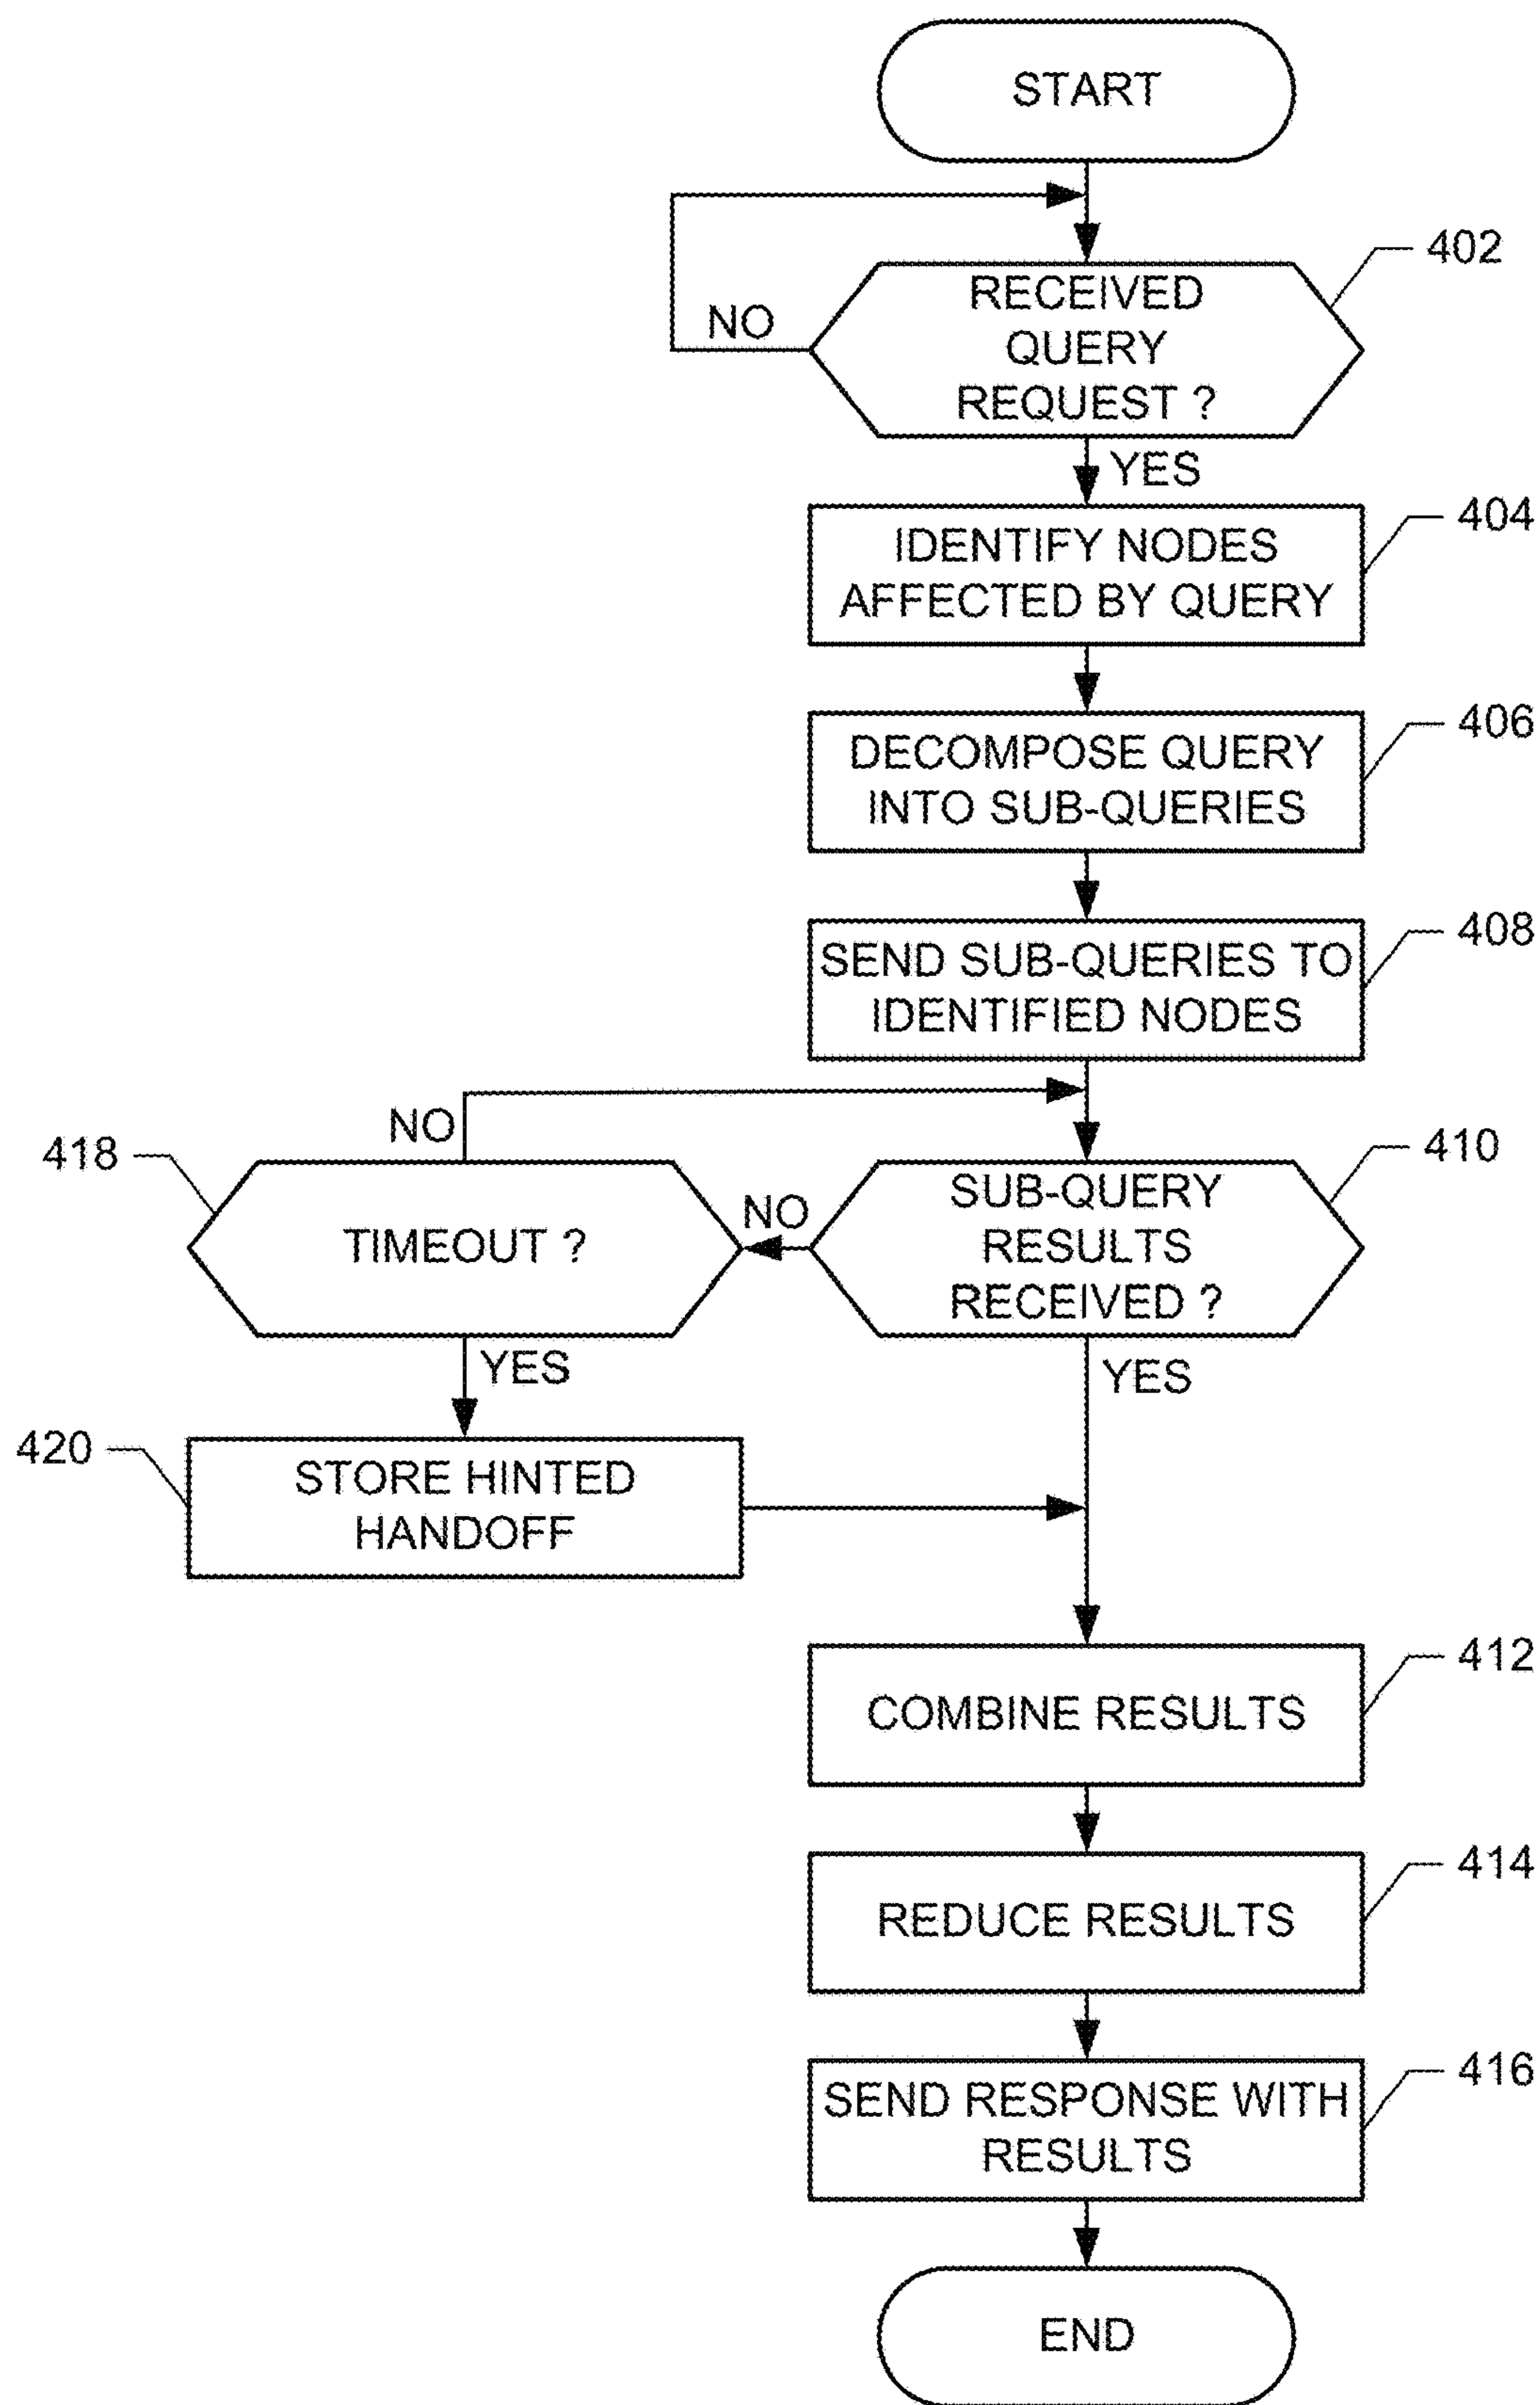 START
402
RECEIVED
QUERY
REQUEST ?
NO
YES
404
IDENTIFY NODES
AFFECTED BY QUERY
406
DECOMPOSE QUERY
INTO SUB-QUERIES
408
SEND SUB-QUERIES TO
IDENTIFIED NODES
NO
418
TIMEOUT ?
NO
410
SUB-QUERY
RESULTS
RECEIVED ?
YES
YES
420
STORE HINTED
HANDOFF
412
COMBINE RESULTS
414
REDUCE RESULTS
416
SEND RESPONSE WITH
RESULTS
END